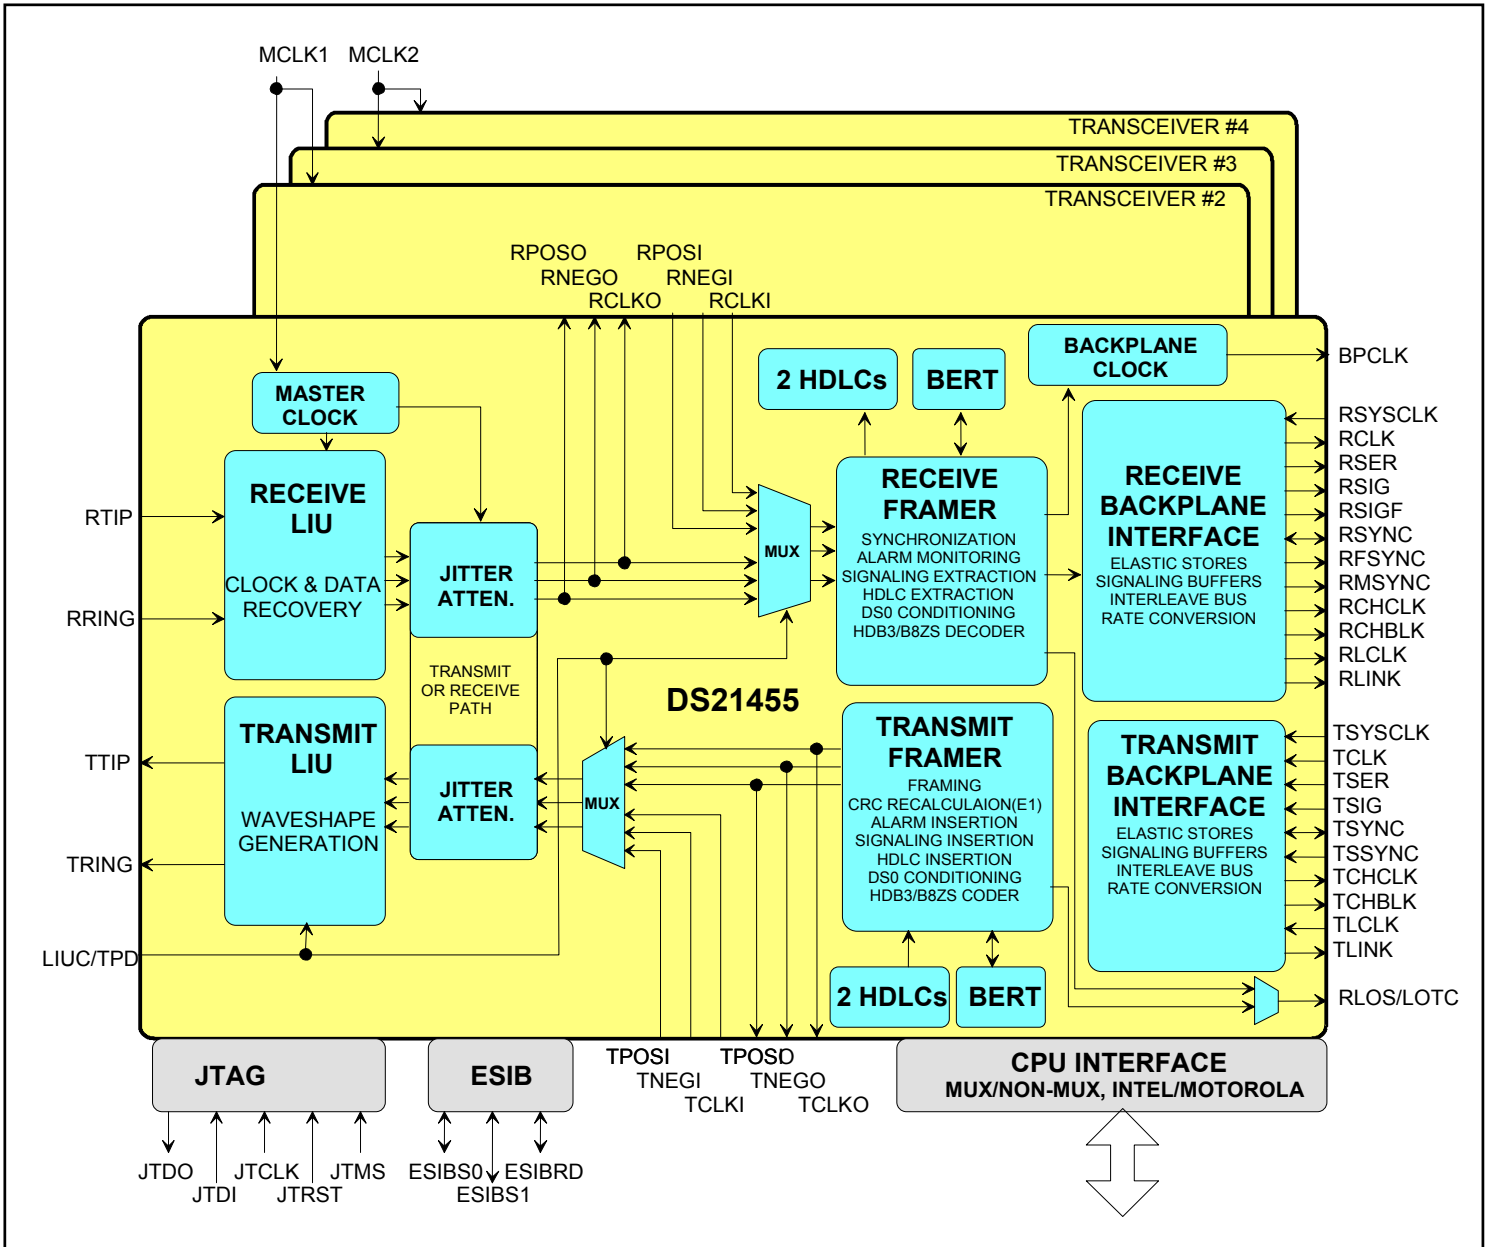 MCLK1 MCLK2
TRANSCEIVER #4
TRANSCEIVER #3
TRANSCEIVER #2
RPOSO
RNEGO
RCLKO
RPOSI
RNEGI
RCLKI
MASTER
CLOCK
2 HDLCs
BERT
BACKPLANE
CLOCK
BPCLK
RECEIVE
LIU
CLOCK & DATA
RECOVERY
RTIP
RRING
JITTER
ATTEN.
MUX
RECEIVE
FRAMER
SYNCHRONIZATION
ALARM MONITORING
SIGNALING EXTRACTION
HDLC EXTRACTION
DS0 CONDITIONING
HDB3/B8ZS DECODER
RECEIVE
BACKPLANE
INTERFACE
ELASTIC STORES
SIGNALING BUFFERS
INTERLEAVE BUS
RATE CONVERSION
RSYSCLK
RCLK
RSER
RSIG
RSIGF
RSYNC
RFSYNC
RMSYNC
RCHCLK
RCHBLK
RLCLK
RLINK
TRANSMIT
OR RECEIVE
PATH
DS21455
TRANSMIT
LIU
WAVESHAPE
GENERATION
TTIP
TRING
LIUC/TPD
JITTER
ATTEN.
MUX
TRANSMIT
FRAMER
FRAMING
CRC RECALCULAION(E1)
ALARM INSERTION
SIGNALING INSERTION
HDLC INSERTION
DS0 CONDITIONING
HDB3/B8ZS CODER
TRANSMIT
BACKPLANE
INTERFACE
ELASTIC STORES
SIGNALING BUFFERS
INTERLEAVE BUS
RATE CONVERSION
TSYSCLK
TCLK
TSER
TSIG
TSYNC
TSSYNC
TCHCLK
TCHBLK
TLCLK
TLINK
RLOS/LOTC
2 HDLCs
BERT
JTAG
ESIB
TPOSI
TNEGI
TCLKI
TPOSO
TNEGO
TCLKO
CPU INTERFACE
MUX/NON-MUX, INTEL/MOTOROLA
JTDO
JTDI
JTCLK
JTRST
JTMS
ESIBS0
ESIBS1
ESIBRD